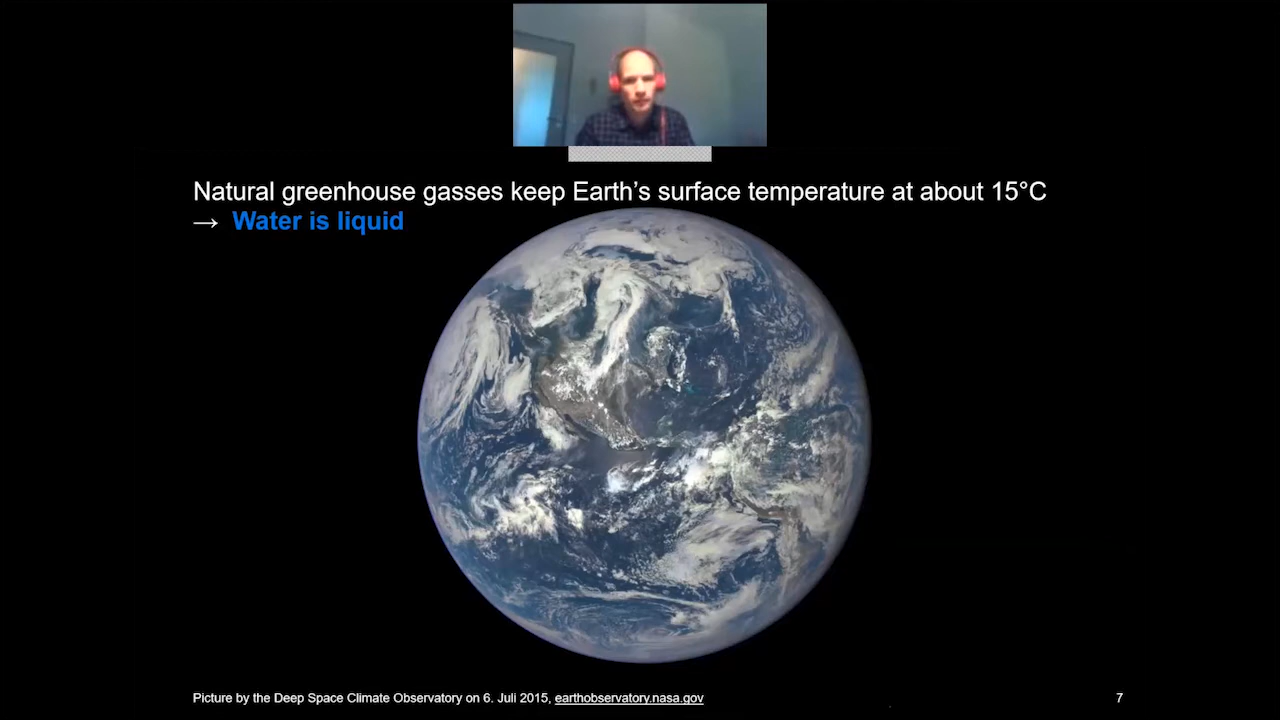 Natural greenhouse gasses keep Earth’s surface temperature at about 15°C
→ Water is liquid
Picture by the Deep Space Climate Observatory on 6. Juli 2015, earthobservatory.nasa.gov
7